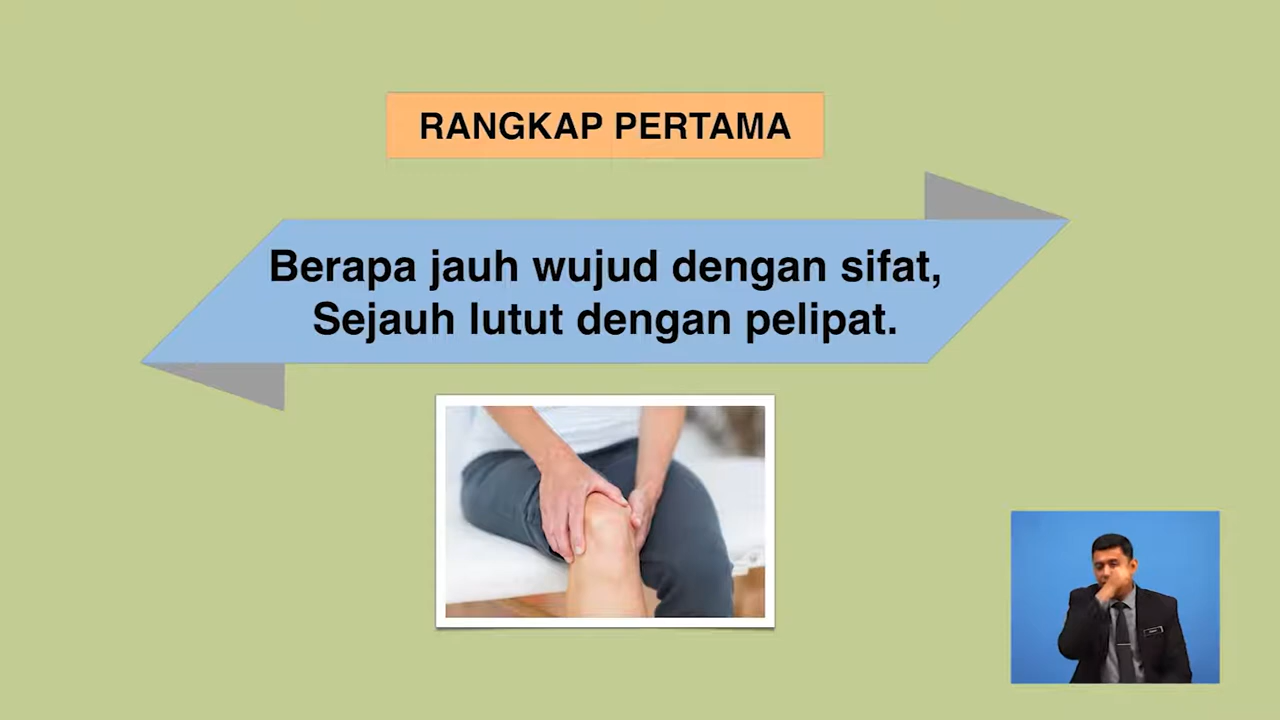 RANGKAP PERTAMA
Berapa jauh wujud dengan sifat,
Sejauh lutut dengan pelipat.